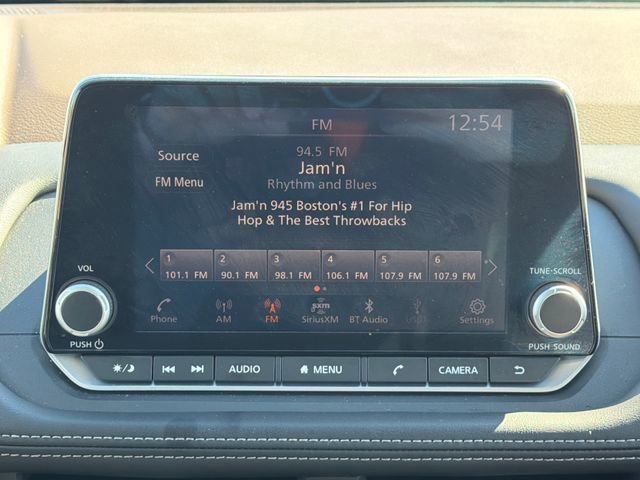 FM
12:54
Source
FM Menu
94.5 FM
Jam'n
Rhythm and Blues
Jam'n 945 Boston's #1 For Hip
Hop & The Best Throwbacks
1 2 3 4 5 6
101.1 FM 90.1 FM 98.1 FM 106.1 FM 107.9 FM 107.9 FM
Phone AM FM SiriusXM BT Audio USB1 Settings
sxm
VOL
PUSH
TUNE·SCROLL
PUSH SOUND
AUDIO MENU CAMERA